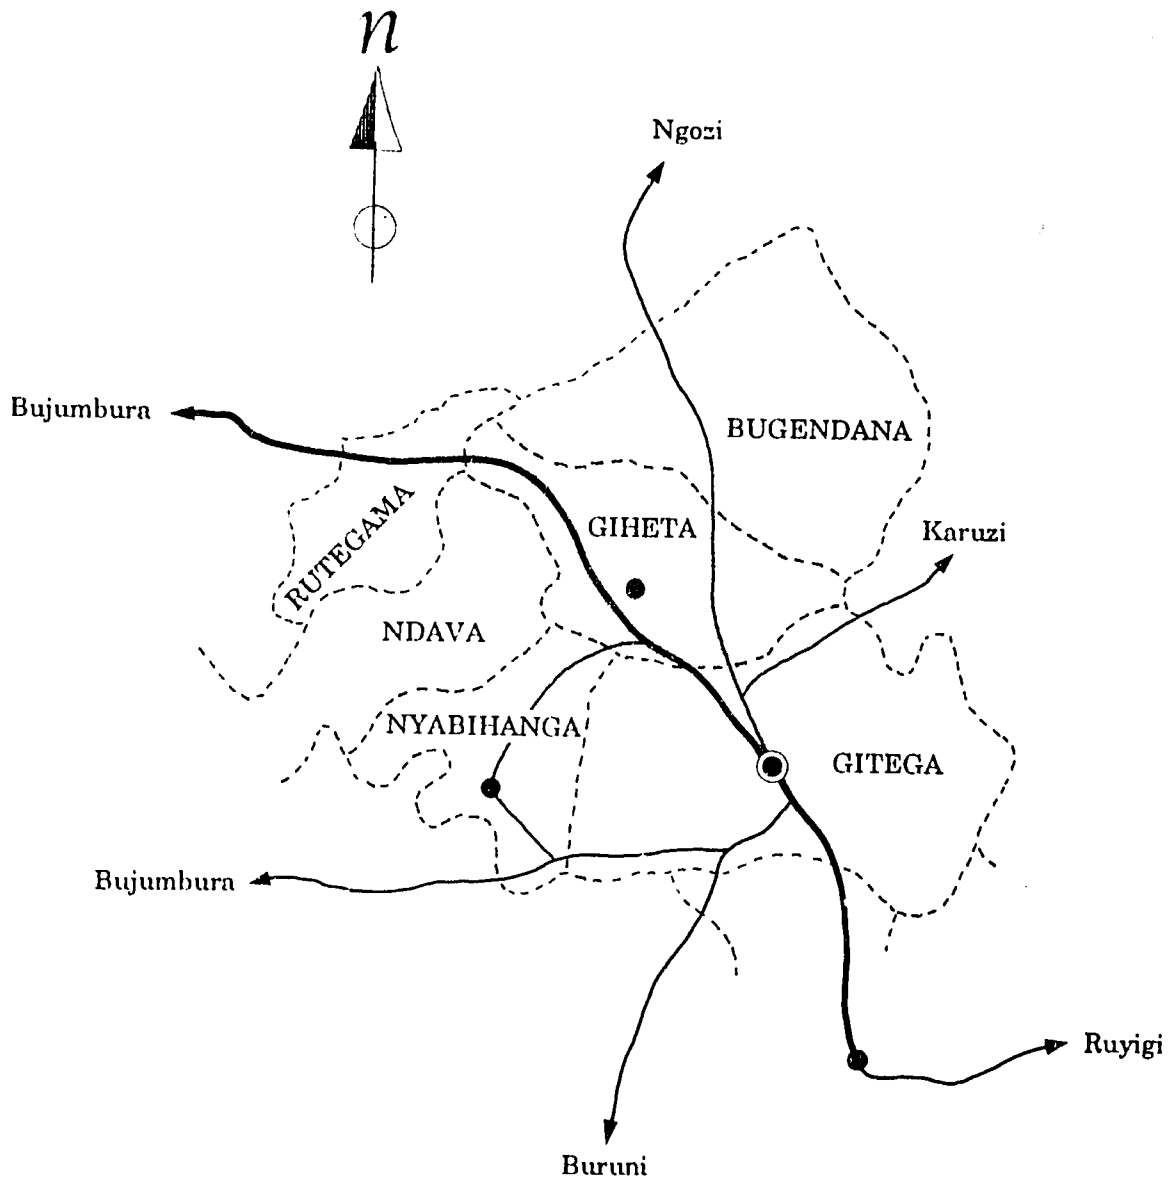 n
Ngozi
Bujumbura
BUGENDANA
GIHETA
Karuzi
RUTEGAMA
NDAVA
NYABIHANGA
GITEGA
Bujumbura
Ruyigi
Buruni